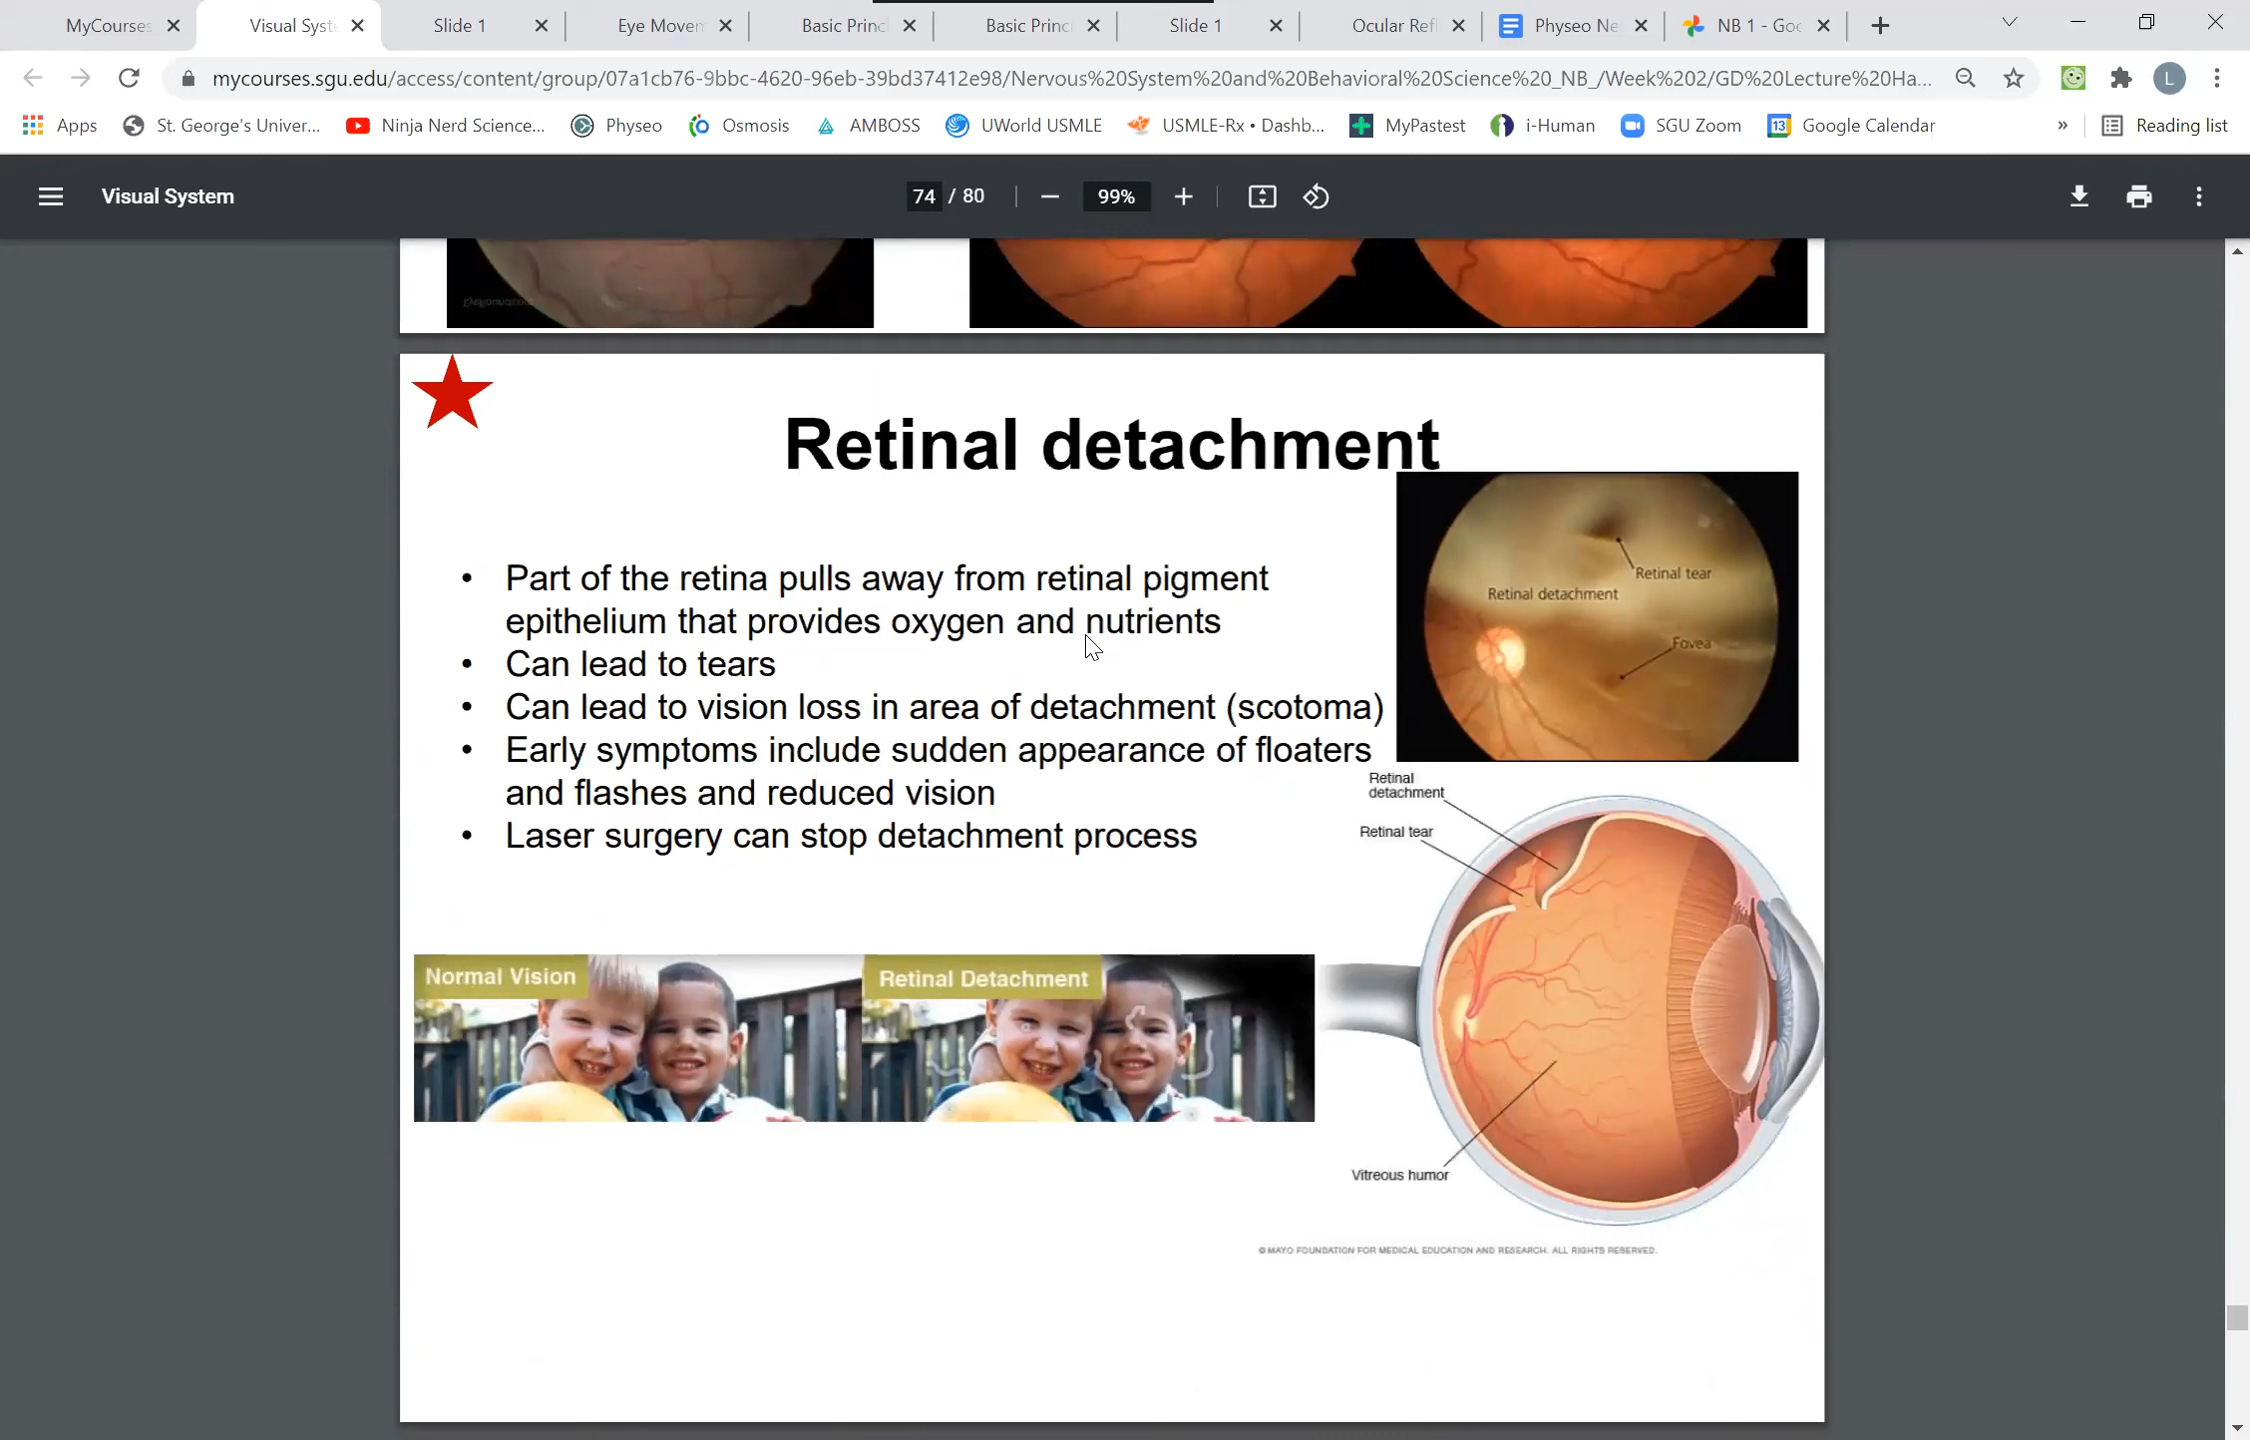 MyCourses
Visual Syst
Slide 1
Eye Movem
Basic Princ
Basic Princ
Slide 1
Ocular Refl
Physeo Ne
NB 1 - Goo
mycourses.sgu.edu/access/content/group/07a1cb76-9bbc-4620-96eb-39bd37412e98/Nervous%20System%20and%20Behavioral%20Science%20_NB_/Week%202/GD%20Lecture%20Ha...
L
Apps
St. George's Univer...
Ninja Nerd Science...
Physeo
Osmosis
AMBOSS
UWorld USMLE
USMLE-Rx • Dashb...
MyPastest
i-Human
SGU Zoom
13
Google Calendar
»
Reading list
Visual System
74 / 80
99%
Retinal detachment
• Part of the retina pulls away from retinal pigment
epithelium that provides oxygen and nutrients
• Can lead to tears
• Can lead to vision loss in area of detachment (scotoma)
• Early symptoms include sudden appearance of floaters
and flashes and reduced vision
• Laser surgery can stop detachment process
Retinal tear
Retinal detachment
Fovea
Retinal
detachment
Retinal tear
Vitreous humor
Normal Vision
Retinal Detachment
© MAYO FOUNDATION FOR MEDICAL EDUCATION AND RESEARCH. ALL RIGHTS RESERVED.